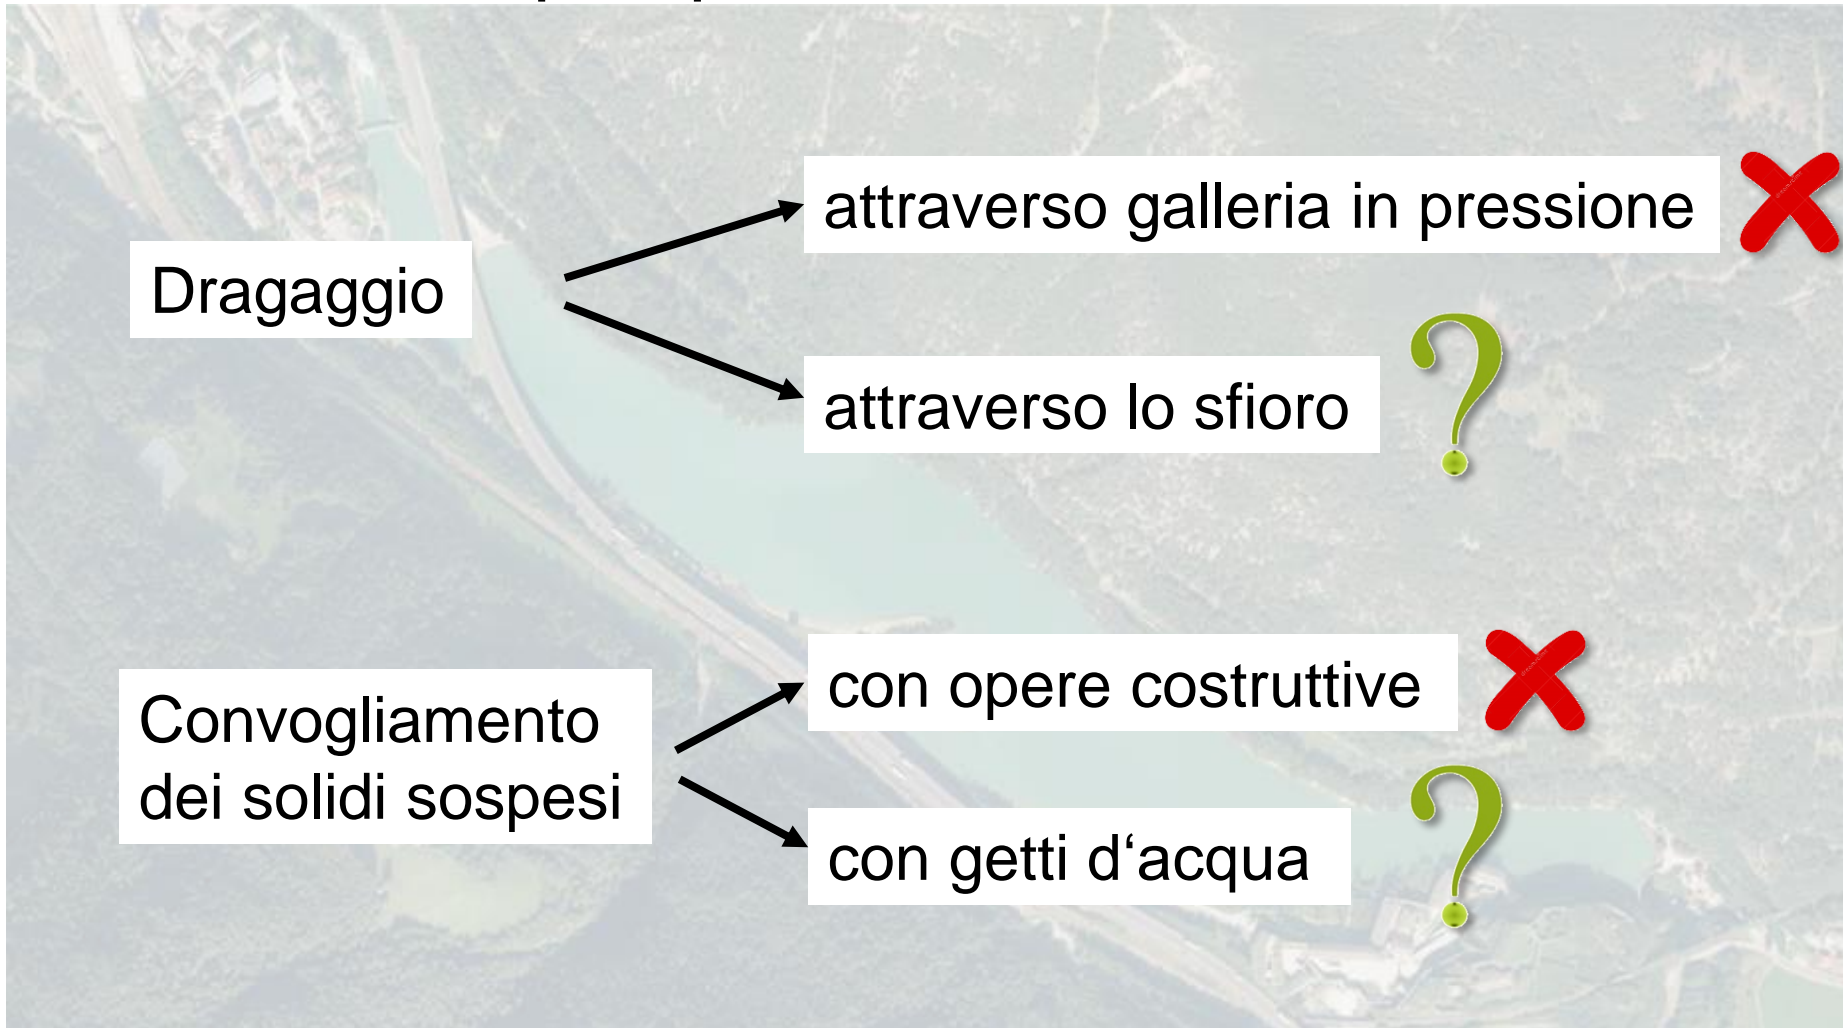 attraverso galleria in pressione
Dragaggio
attraverso lo sfioro
con opere costruttive
Convogliamento
dei solidi sospesi
con getti d‘acqua